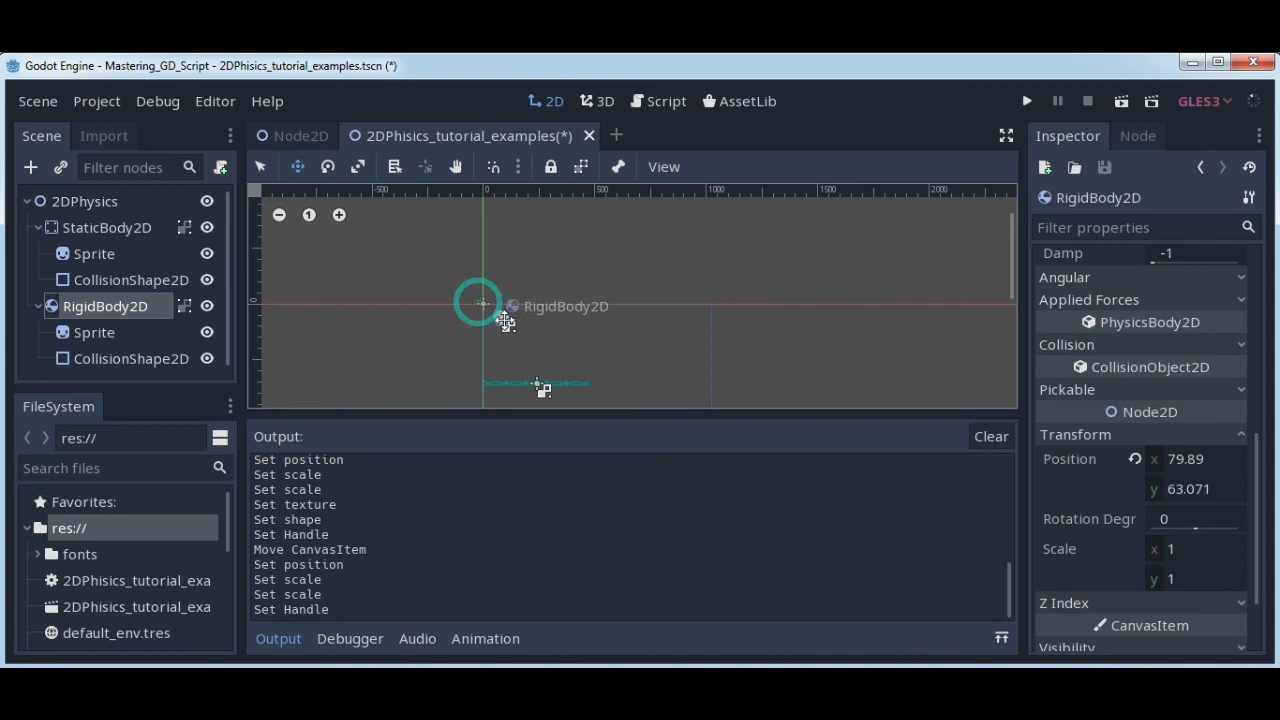 Godot Engine - Mastering_GD_Script - 2DPhisics_tutorial_examples.tscn (*)
Scene Project Debug Editor Help
2D 3D Script AssetLib
GLES3
Scene Import
Node2D 2DPhisics_tutorial_examples(*)
Inspector Node
Filter nodes
View
RigidBody2D
Filter properties
2DPhysics
StaticBody2D
Sprite
CollisionShape2D
RigidBody2D
Sprite
CollisionShape2D
-500 0 500 1000 1500 2000
0
1
RigidBody2D
Damp -1
Angular
Applied Forces
PhysicsBody2D
Collision
CollisionObject2D
Pickable
Node2D
Transform
Position x 79.89
y 63.071
Rotation Degr 0
Scale x 1
y 1
Z Index
CanvasItem
Visibility
FileSystem
res://
Search files
Favorites:
res://
fonts
2DPhisics_tutorial_exa
2DPhisics_tutorial_exa
default_env.tres
Output:
Clear
Set position
Set scale
Set scale
Set texture
Set shape
Set Handle
Move CanvasItem
Set position
Set scale
Set scale
Set Handle
Output Debugger Audio Animation